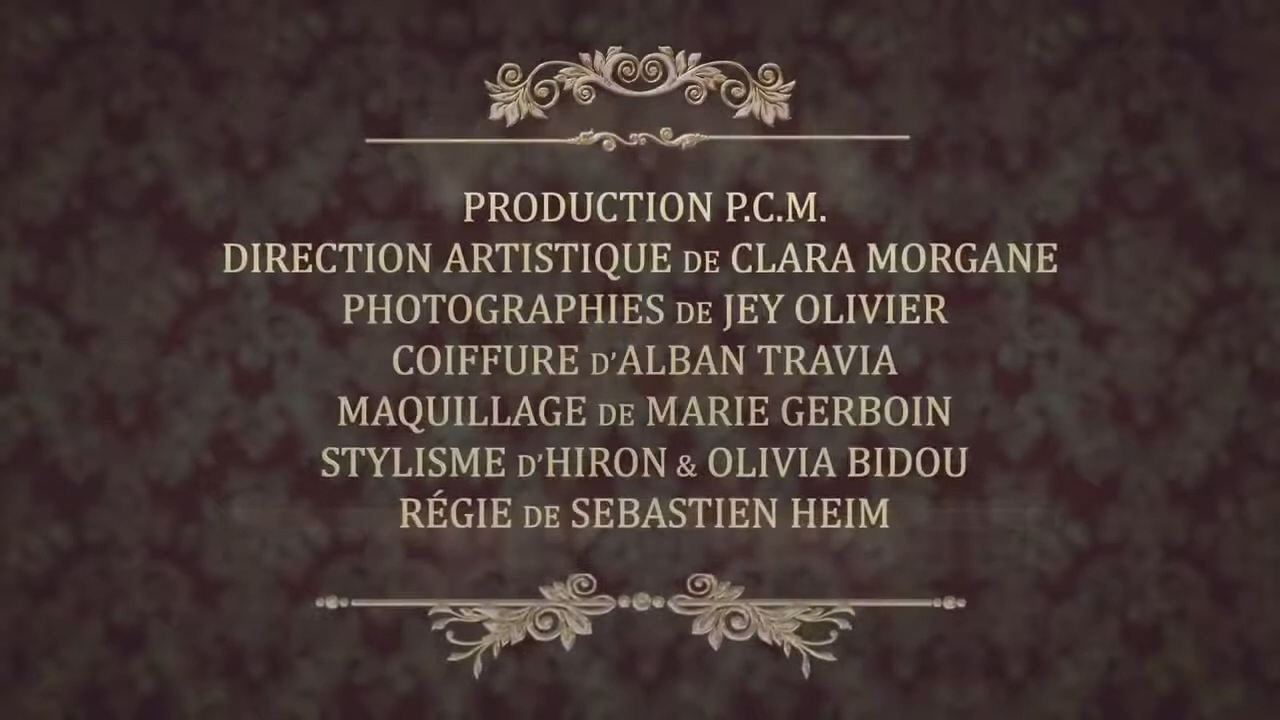 PRODUCTION P.C.M.
DIRECTION ARTISTIQUE DE CLARA MORGANE
PHOTOGRAPHIES DE JEY OLIVIER
COIFFURE D'ALBAN TRAVIA
MAQUILLAGE DE MARIE GERBOIN
STYLISME D'HIRON & OLIVIA BIDOU
RÉGIE DE SEBASTIEN HEIM